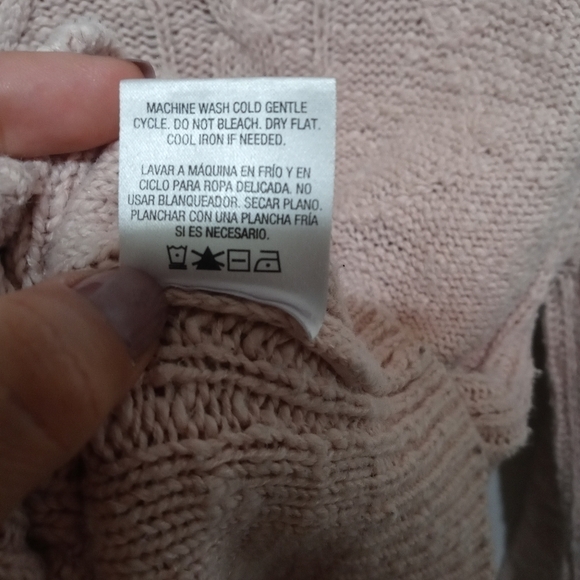 MACHINE WASH COLD GENTLE
CYCLE. DO NOT BLEACH. DRY FLAT.
COOL IRON IF NEEDED.
LAVAR A MÁQUINA EN FRÍO Y EN
CICLO PARA ROPA DELICADA. NO
USAR BLANQUEADOR. SECAR PLANO.
PLANCHAR CON UNA PLANCHA FRÍA
SI ES NECESARIO.